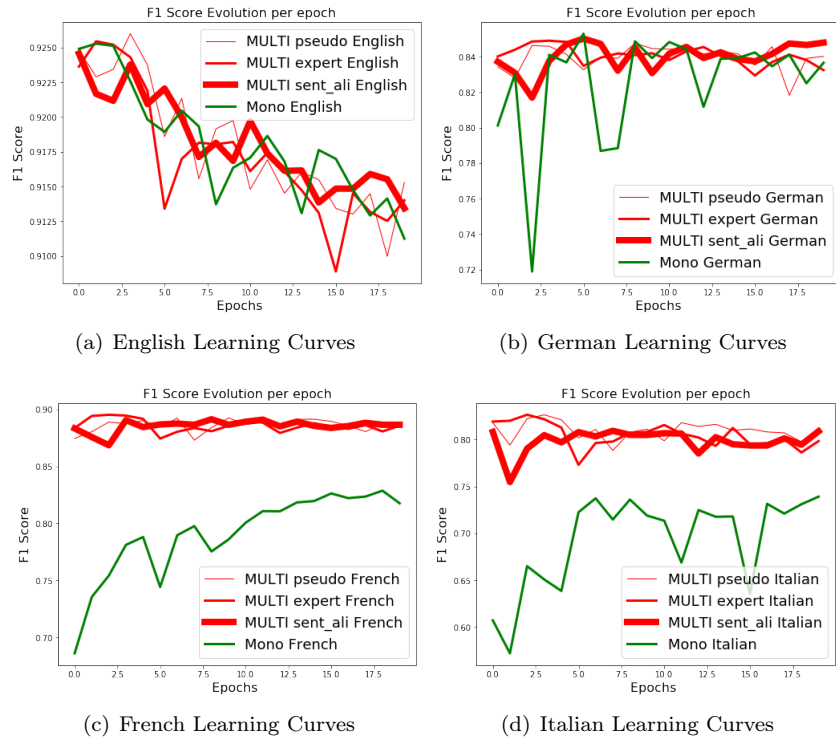 F1 Score Evolution per epoch
F1 Score
0.9250
0.9225
0.9200
0.9175
0.9150
0.9125
0.9100
MULTI pseudo English
MULTI expert English
MULTI sent_ali English
Mono English
0.0 2.5 5.0 7.5 10.0 12.5 15.0 17.5
Epochs
(a) English Learning Curves
F1 Score Evolution per epoch
F1 Score
0.84
0.82
0.80
0.78
0.76
0.74
0.72
MULTI pseudo German
MULTI expert German
MULTI sent_ali German
Mono German
0.0 2.5 5.0 7.5 10.0 12.5 15.0 17.5
Epochs
(b) German Learning Curves
F1 Score Evolution per epoch
F1 Score
0.90
0.85
0.80
0.75
0.70
MULTI pseudo French
MULTI expert French
MULTI sent_ali French
Mono French
0.0 2.5 5.0 7.5 10.0 12.5 15.0 17.5
Epochs
(c) French Learning Curves
F1 Score Evolution per epoch
F1 Score
0.80
0.75
0.70
0.65
0.60
MULTI pseudo Italian
MULTI expert Italian
MULTI sent_ali Italian
Mono Italian
0.0 2.5 5.0 7.5 10.0 12.5 15.0 17.5
Epochs
(d) Italian Learning Curves